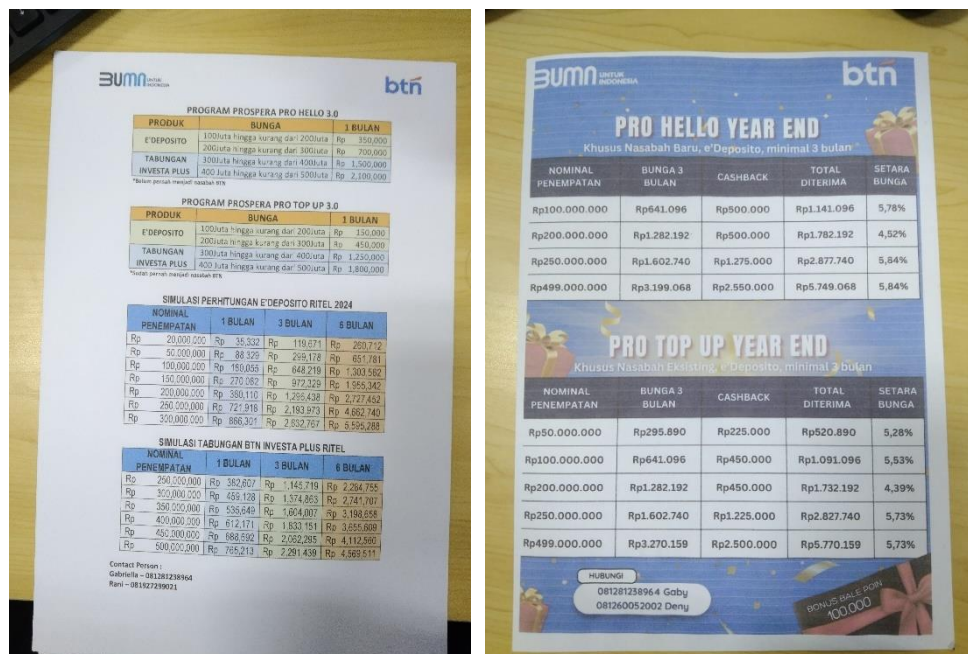 BUMN UNTUK INDONESIA
btn
PROGRAM PROSPERA PRO HELLO 3.0
PRODUK BUNGA 1 BULAN
E'DEPOSITO 100Juta hingga kurang dari 200Juta Rp 350,000
200Juta hingga kurang dari 300Juta Rp 700,000
TABUNGAN INVESTA PLUS 300Juta hingga kurang dari 400Juta Rp 1,500,000
400 Juta hingga kurang dari 500Juta Rp 2,100,000
*Belum pernah menjadi nasabah BTN
PROGRAM PROSPERA PRO TOP UP 3.0
PRODUK BUNGA 1 BULAN
E'DEPOSITO 100Juta hingga kurang dari 200Juta Rp 150,000
200Juta hingga kurang dari 300Juta Rp 450,000
TABUNGAN INVESTA PLUS 300Juta hingga kurang dari 400Juta Rp 1,250,000
400 Juta hingga kurang dari 500Juta Rp 1,800,000
*Sudah pernah menjadi nasabah BTN
SIMULASI PERHITUNGAN E'DEPOSITO RITEL 2024
NOMINAL PENEMPATAN 1 BULAN 3 BULAN 6 BULAN
Rp 20,000,000 Rp 35,332 Rp 119,671 Rp 260,712
Rp 50,000,000 Rp 88,329 Rp 299,178 Rp 651,781
Rp 100,000,000 Rp Rp 648,219 Rp 1,303,562
Rp 150,000,000 Rp 270,082 Rp 972,329 Rp 1,955,342
Rp 200,000,000 Rp 360,110 Rp 1,296,438 Rp 2,727,452
Rp 250,000,000 Rp 721,918 Rp 2,193,973 Rp 4,662,740
Rp 300,000,000 Rp 866,301 Rp 2,632,767 Rp 5,595,288
SIMULASI TABUNGAN BTN INVESTA PLUS RITEL
NOMINAL PENEMPATAN 1 BULAN 3 BULAN 6 BULAN
Rp 250,000,000 Rp 382,607 Rp 1,145,719 Rp 2,284,755
Rp 300,000,000 Rp 459,128 Rp 1,374,863 Rp 2,741,707
Rp 350,000,000 Rp 535,649 Rp 1,604,007 Rp 3,198,658
Rp 400,000,000 Rp 612,171 Rp 1,833,151 Rp 3,655,609
Rp 450,000,000 Rp 688,592 Rp 2,062,295 Rp 4,112,560
Rp 500,000,000 Rp 765,213 Rp 2,291,439 Rp 4,569,511
Contact Person :
Gabriella – 081281238964
Rani – 081927299021
BUMN UNTUK INDONESIA
btn
PRO HELLO YEAR END
Khusus Nasabah Baru, e'Deposito, minimal 3 bulan
NOMINAL PENEMPATAN BUNGA 3 BULAN CASHBACK TOTAL DITERIMA SETARA BUNGA
Rp100.000.000 Rp641.096 Rp500.000 Rp1.141.096 5,78%
Rp200.000.000 Rp1.282.192 Rp500.000 Rp1.782.192 4,52%
Rp250.000.000 Rp1.602.740 Rp1.275.000 Rp2.877.740 5,84%
Rp499.000.000 Rp3.199.068 Rp2.550.000 Rp5.749.068 5,84%
PRO TOP UP YEAR END
Khusus Nasabah Eksisting, e'Deposito, minimal 3 bulan
NOMINAL PENEMPATAN BUNGA 3 BULAN CASHBACK TOTAL DITERIMA SETARA BUNGA
Rp50.000.000 Rp295.890 Rp225.000 Rp520.890 5,28%
Rp100.000.000 Rp641.096 Rp450.000 Rp1.091.096 5,53%
Rp200.000.000 Rp1.282.192 Rp450.000 Rp1.732.192 4,39%
Rp250.000.000 Rp1.602.740 Rp1.225.000 Rp2.827.740 5,73%
Rp499.000.000 Rp3.270.159 Rp2.500.000 Rp5.770.159 5,73%
HUBUNGI
081281238964 Gaby
081260052002 Deny
BONUS BALE POIN
100.000